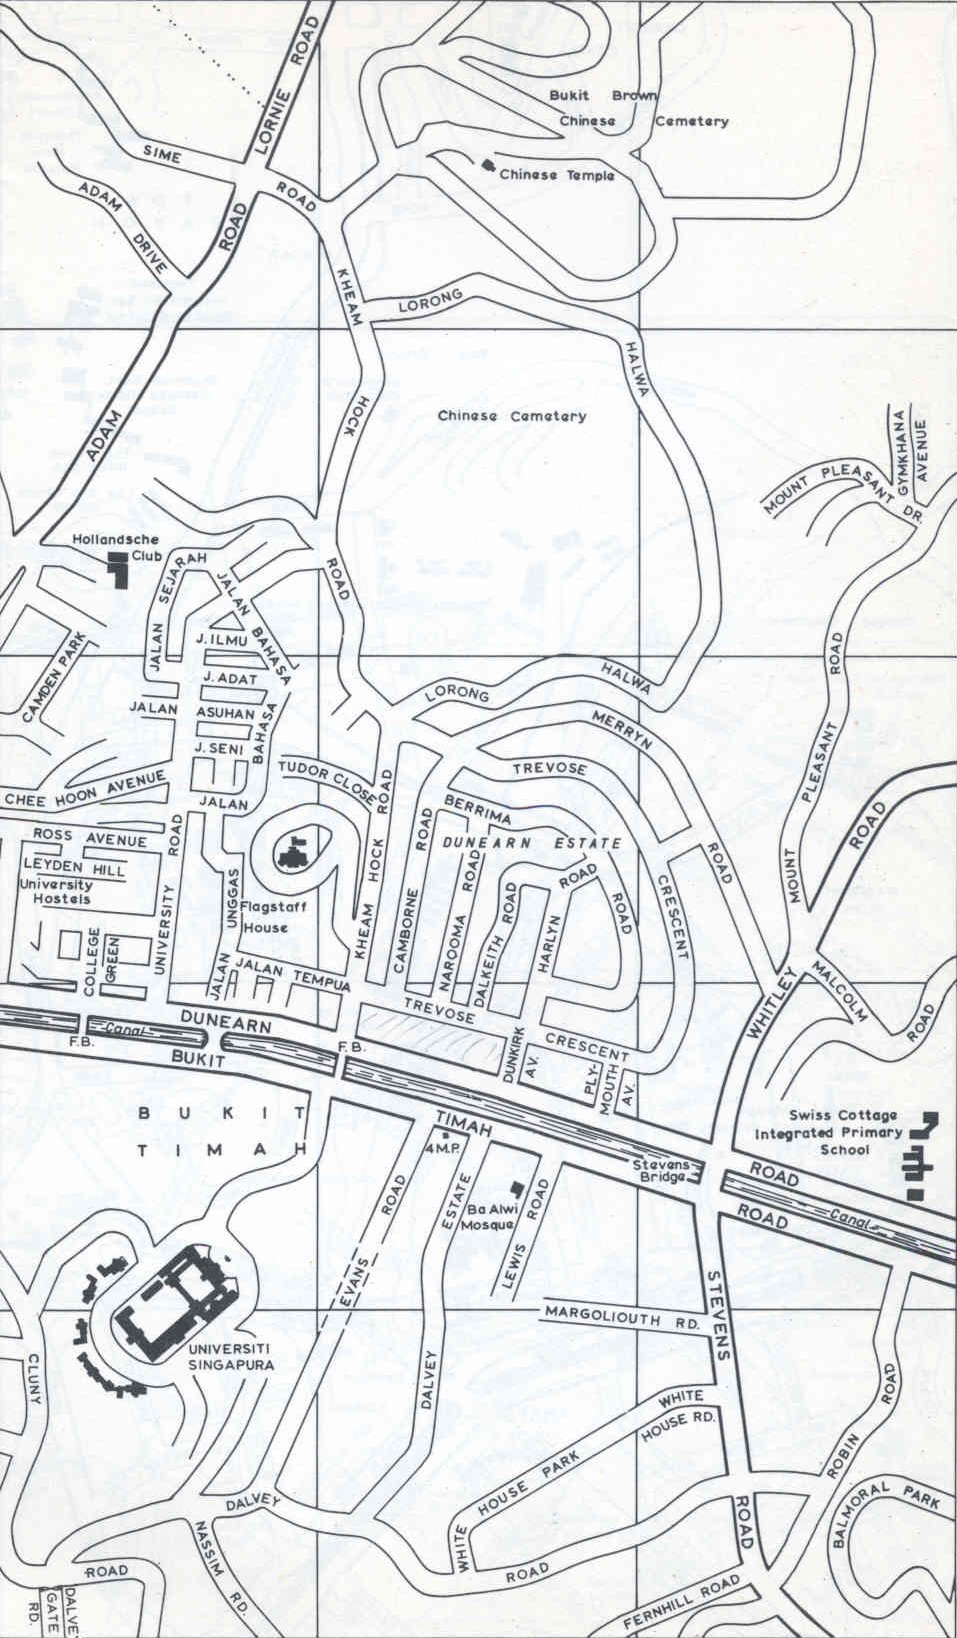 LORNIE ROAD
Bukit Brown
Chinese Cemetery
SIME
ROAD
Chinese Temple
ADAM
DRIVE
ROAD
KHEAM
LORONG
HALWA
HOCK
Chinese Cemetery
ADAM
GYMKHANA
AVENUE
MOUNT PLEASANT DR.
Hollandsche
Club
JALAN SEJARAH
JALAN BAHASA
ROAD
J. ILMU
J. ADAT
CAMDEN PARK
JALAN ASUHAN
BAHASA
J. SENI
LORONG HALWA
MERRYN
ROAD
TREVOSE
TUDOR CLOSE
CHEE HOON AVENUE
JALAN
BERRIMA
ROAD
DUNEARN ESTATE
ROSS AVENUE
LEYDEN HILL
University
Hostels
UNIVERSITY ROAD
JALAN UNGGAS
Flagstaff
House
KHEAM HOCK ROAD
CAMBORNE ROAD
NAROOMA ROAD
DALKEITH ROAD
HARLYN ROAD
CRESCENT
ROAD
MOUNT PLEASANT ROAD
ROAD
COLLEGE
GREEN
JALAN TEMPUA
WHITLEY
MALCOLM
ROAD
TREVOSE
CRESCENT
DUNEARN
Canal
F.B.
BUKIT
F.B.
DUNKIRK
AV.
PLY-
MOUTH
AV.
BUKIT
TIMAH
TIMAH
4 M.P.
Swiss Cottage
Integrated Primary
School
Stevens
Bridge
ROAD
ROAD
Canal
EVANS ROAD
ESTATE
Ba Alwi
Mosque
LEWIS ROAD
MARGOLIOUTH RD.
STEVENS
UNIVERSITI
SINGAPURA
CLUNY
DALVEY
WHITE
HOUSE RD.
WHITE HOUSE PARK
ROBIN ROAD
BALMORAL PARK
DALVEY
ROAD
NASSIM RD.
ROAD
ROAD
DALVE
GATE
RD.
FERNHILL ROAD